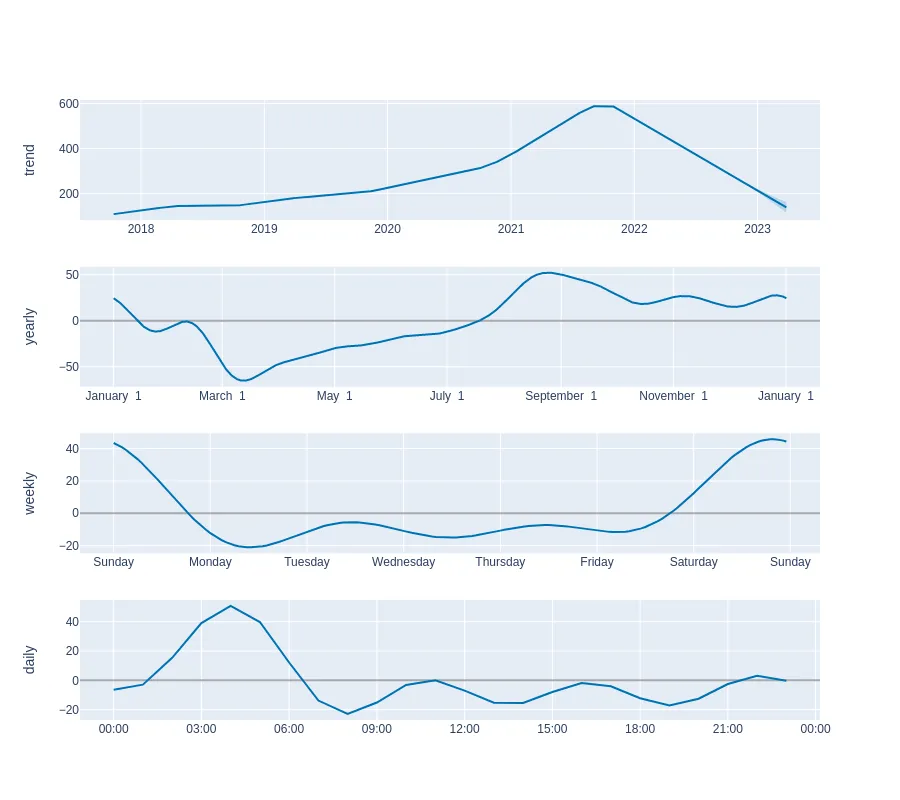 trend
600
400
200
2018 2019 2020 2021 2022 2023
yearly
50
0
−50
January 1 March 1 May 1 July 1 September 1 November 1 January 1
weekly
40
20
0
−20
Sunday Monday Tuesday Wednesday Thursday Friday Saturday Sunday
daily
40
20
0
−20
00:00 03:00 06:00 09:00 12:00 15:00 18:00 21:00 00:00